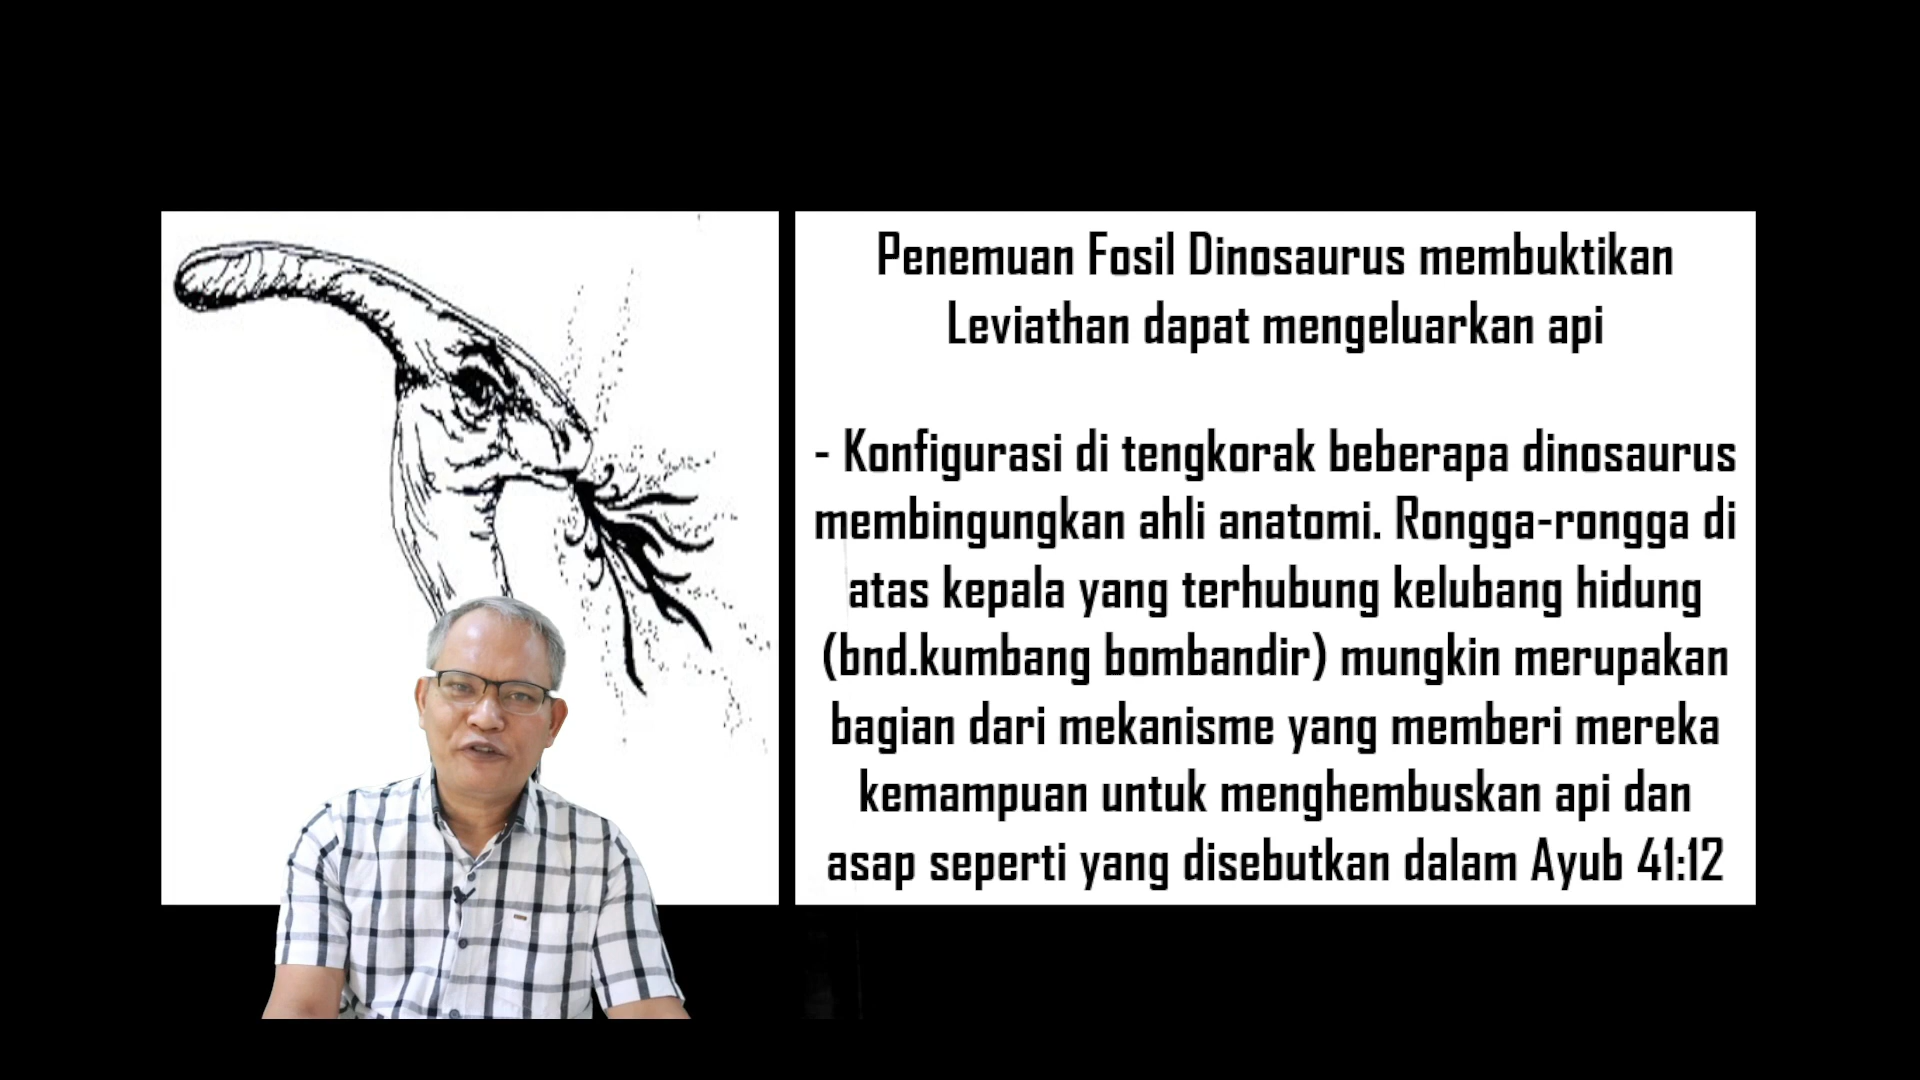 Penemuan Fosil Dinosaurus membuktikan
Leviathan dapat mengeluarkan api
- Konfigurasi di tengkorak beberapa dinosaurus
membingungkan ahli anatomi. Rongga-rongga di
atas kepala yang terhubung kelubang hidung
(bnd.kumbang bombandir) mungkin merupakan
bagian dari mekanisme yang memberi mereka
kemampuan untuk menghembuskan api dan
asap seperti yang disebutkan dalam Ayub 41:12